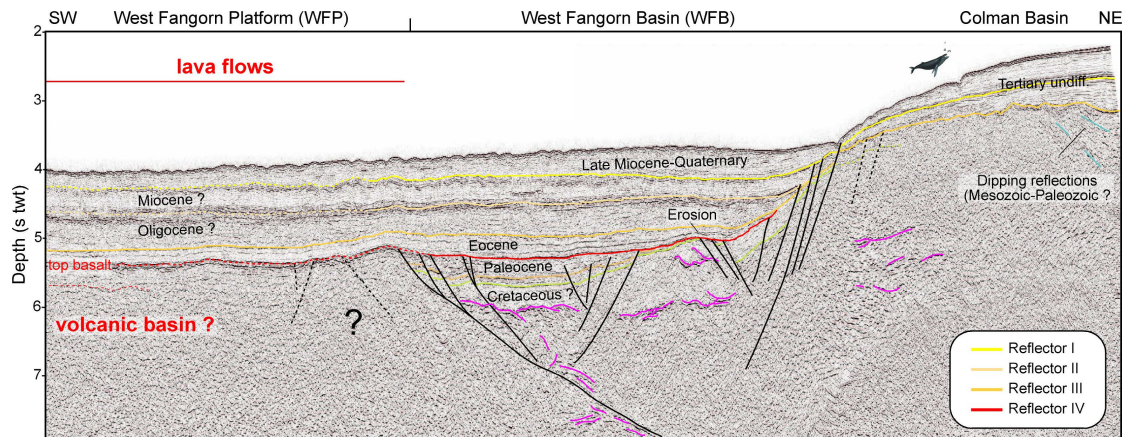 SW West Fangorn Platform (WFP) West Fangorn Basin (WFB) Colman Basin NE
2
lava flows
3
Tertiary undiff.
4
Late Miocene-Quaternary
Miocene ?
Dipping reflections
(Mesozoic-Paleozoic ?
Erosion
Oligocene ?
5
Eocene
top basalt
Paleocene
Cretaceous ?
6
volcanic basin ?
?
7
Depth (s twt)
Reflector I
Reflector II
Reflector III
Reflector IV